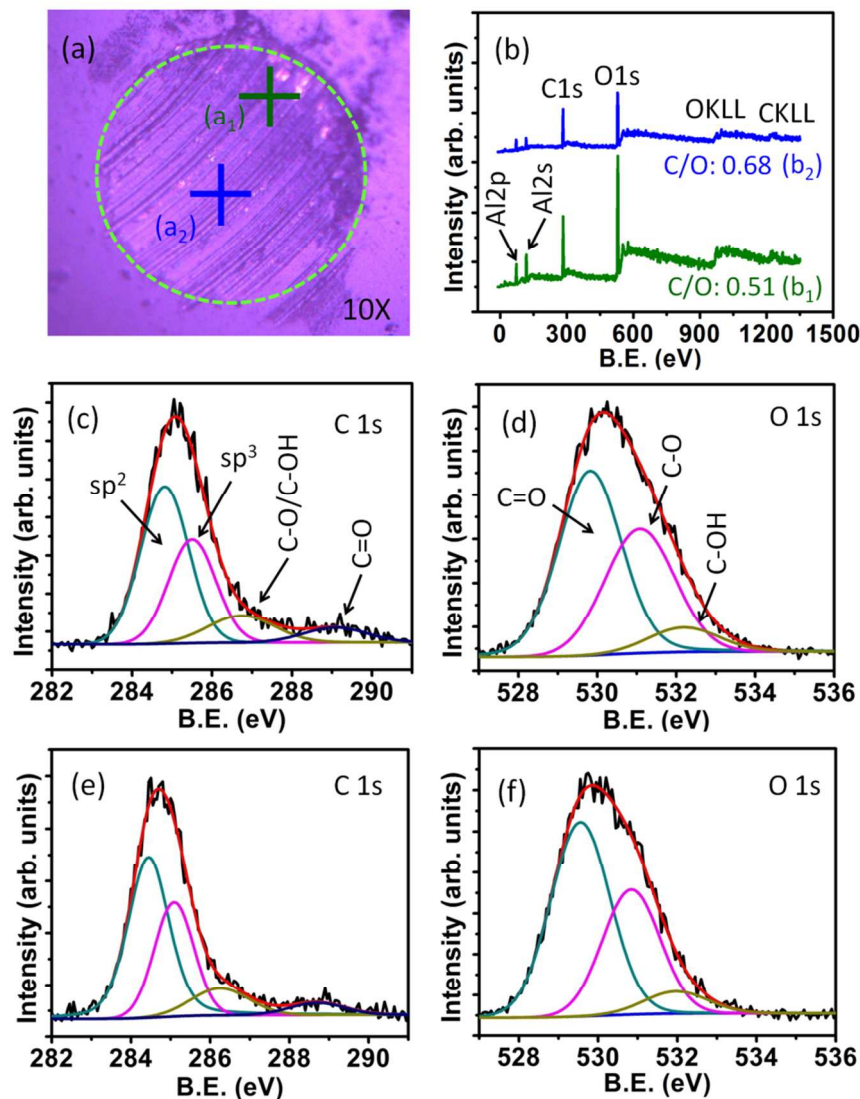 (a)
(a₁)
(a₂)
10X
(b)
C1s
O1s
OKLL
CKLL
C/O: 0.68 (b₂)
Al2p
Al2s
C/O: 0.51 (b₁)
Intensity (arb. units)
0 300 600 900 1200 1500
B.E. (eV)
(c)
C 1s
sp²
sp³
C-O/C-OH
C=O
Intensity (arb. units)
282 284 286 288 290
B.E. (eV)
(d)
O 1s
C=O
C-O
C-OH
Intensity (arb. units)
528 530 532 534 536
B.E. (eV)
(e)
C 1s
Intensity (arb. units)
282 284 286 288 290
B.E. (eV)
(f)
O 1s
Intensity (arb. units)
528 530 532 534 536
B.E. (eV)